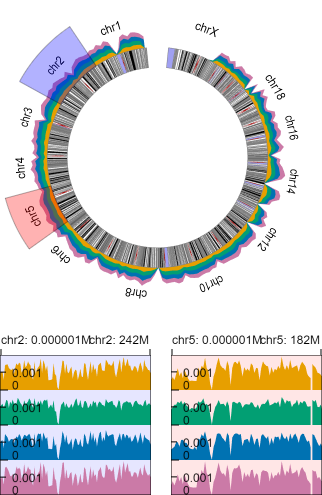 chr1
chrX
chr2
chr18
chr3
chr16
chr4
chr14
chr5
chr12
chr6
chr8
chr10
chr2: 0.000001M
chr2: 242M
chr5: 0.000001M
chr5: 182M
0.001
0
0.001
0
0.001
0
0.001
0
0.001
0
0.001
0
0.001
0
0.001
0